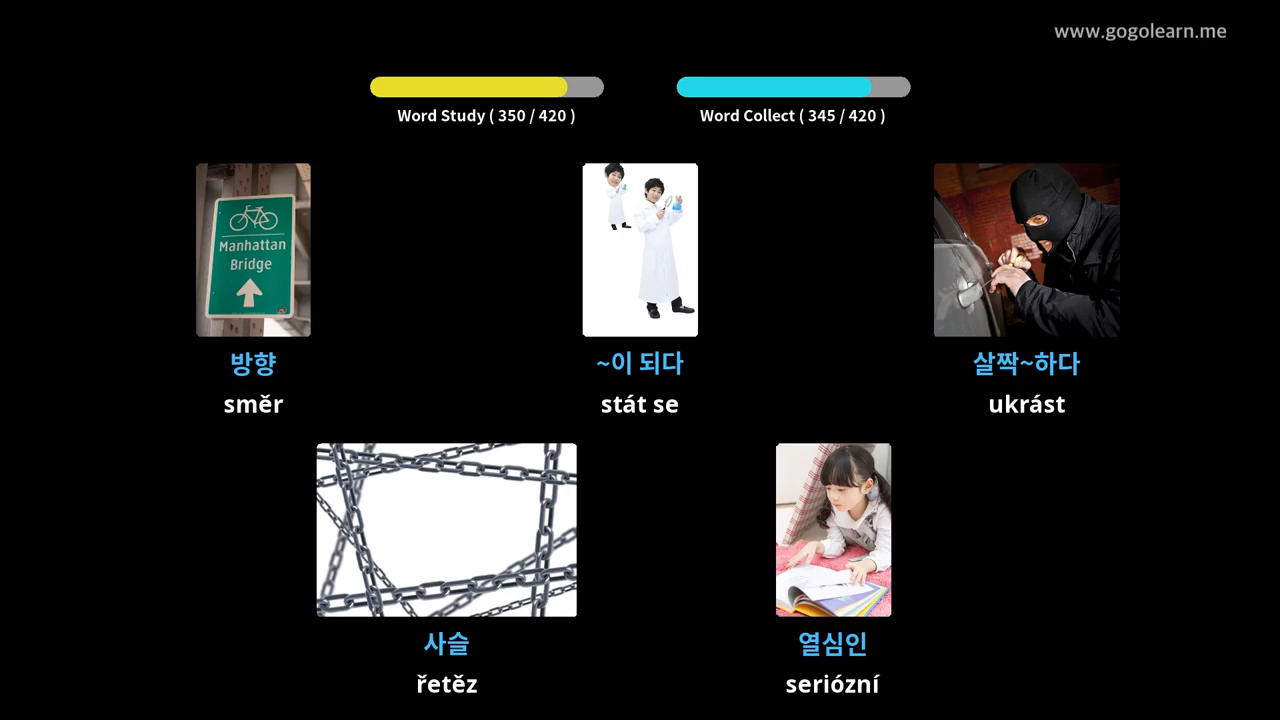 www.gogolearn.me
Word Study ( 350 / 420 )
Word Collect ( 345 / 420 )
Manhattan
Bridge
방향
směr
~이 되다
stát se
살짝~하다
ukrást
사슬
řetěz
열심인
seriózní